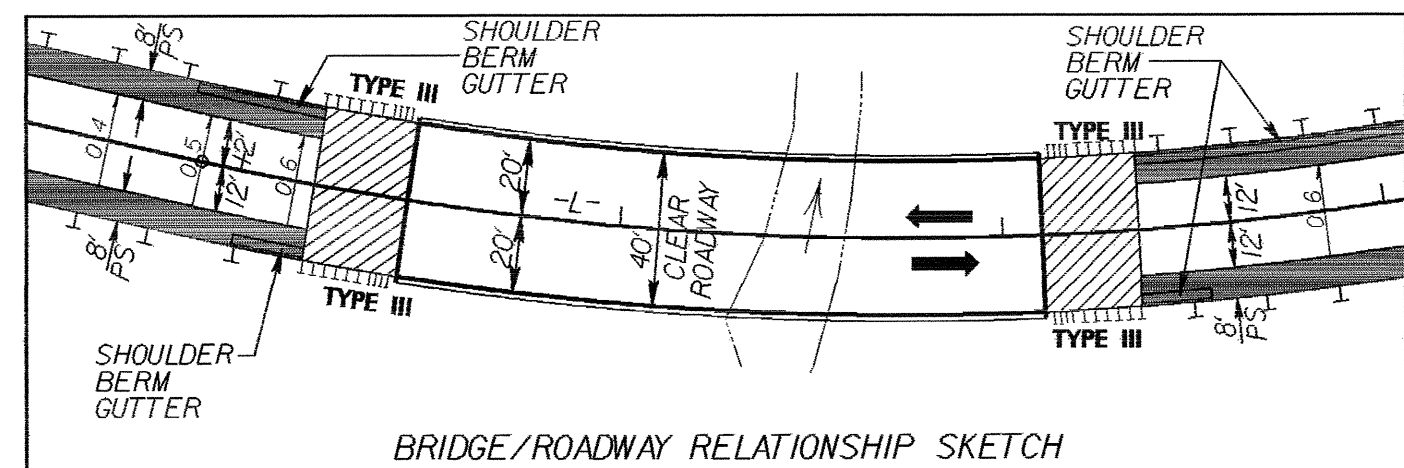 SHOULDER
BERM
GUTTER
SHOULDER
BERM
GUTTER
8'
PS
TYPE III
TYPE III
0.4
0.5
0.6
12'
12'
20'
20'
-L-
40'
CLEAR
ROADWAY
12'
12'
0.6
8'
PS
TYPE III
TYPE III
8'
PS
SHOULDER
BERM
GUTTER
BRIDGE/ROADWAY RELATIONSHIP SKETCH